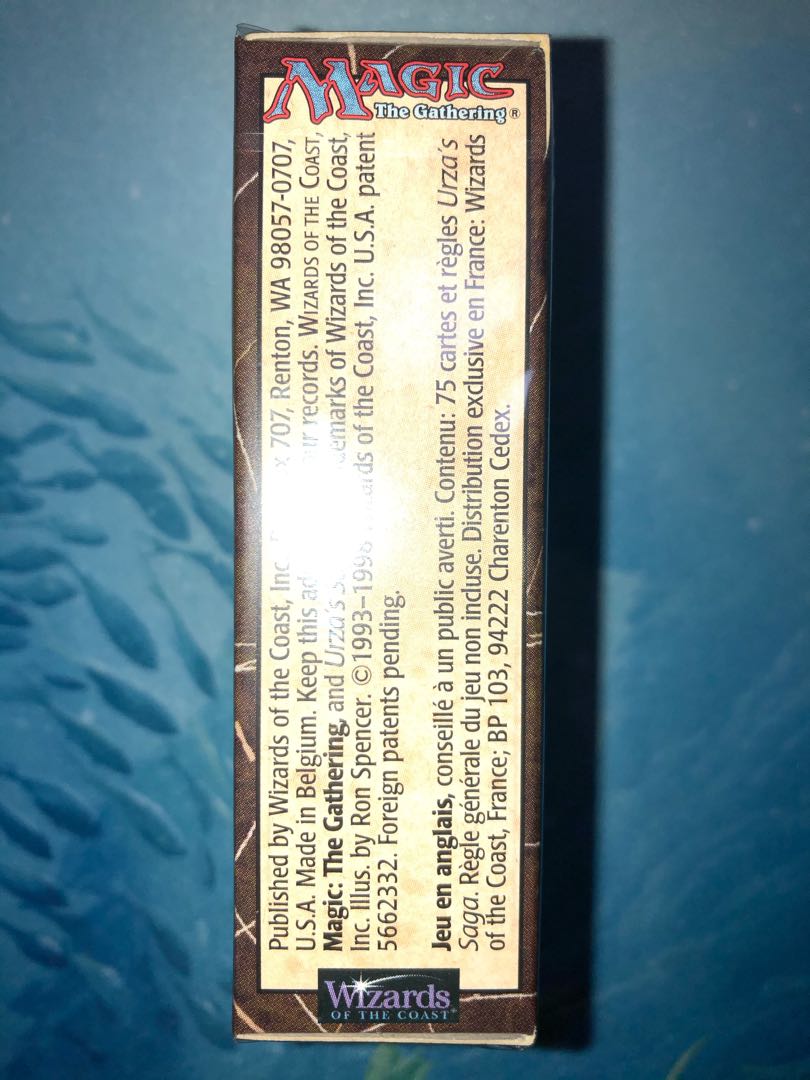 MAGIC
The Gathering®
Published by Wizards of the Coast, Inc. x 707, Renton, WA 98057-0707,
U.S.A. Made in Belgium. Keep this records. WIZARDS OF THE COAST,
Magic: The Gathering, and Urza's of Wizards of the Coast,
Inc. Illus. by Ron Spencer. ©1993–1998 of the Coast, Inc. U.S.A. patent
5662332. Foreign patents pending.
Jeu en anglais, conseillé à un public averti. Contenu: 75 cartes et règles Urza's
Saga. Règle générale du jeu non incluse. Distribution exclusive en France: Wizards
of the Coast, France; BP 103, 94222 Charenton Cedex.
Wizards
OF THE COAST